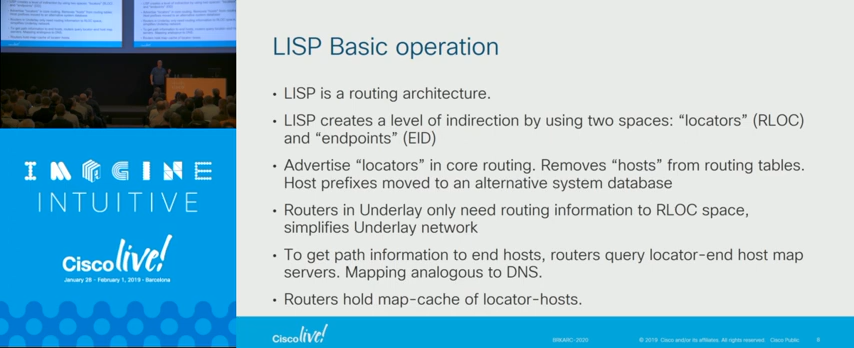 LISP Basic operation
• LISP is a routing architecture.
• LISP creates a level of indirection by using two spaces: “locators” (RLOC)
and “endpoints” (EID)
• Advertise “locators” in core routing. Removes “hosts” from routing tables.
Host prefixes moved to an alternative system database
• Routers in Underlay only need routing information to RLOC space,
simplifies Underlay network
• To get path information to end hosts, routers query locator-end host map
servers. Mapping analogous to DNS.
• Routers hold map-cache of locator-hosts.
IMAGINE
INTUITIVE
Cisco live!
January 28 - February 1, 2019 · Barcelona
Cisco live!
BRKARC-2020
© 2019 Cisco and/or its affiliates. All rights reserved. Cisco Public